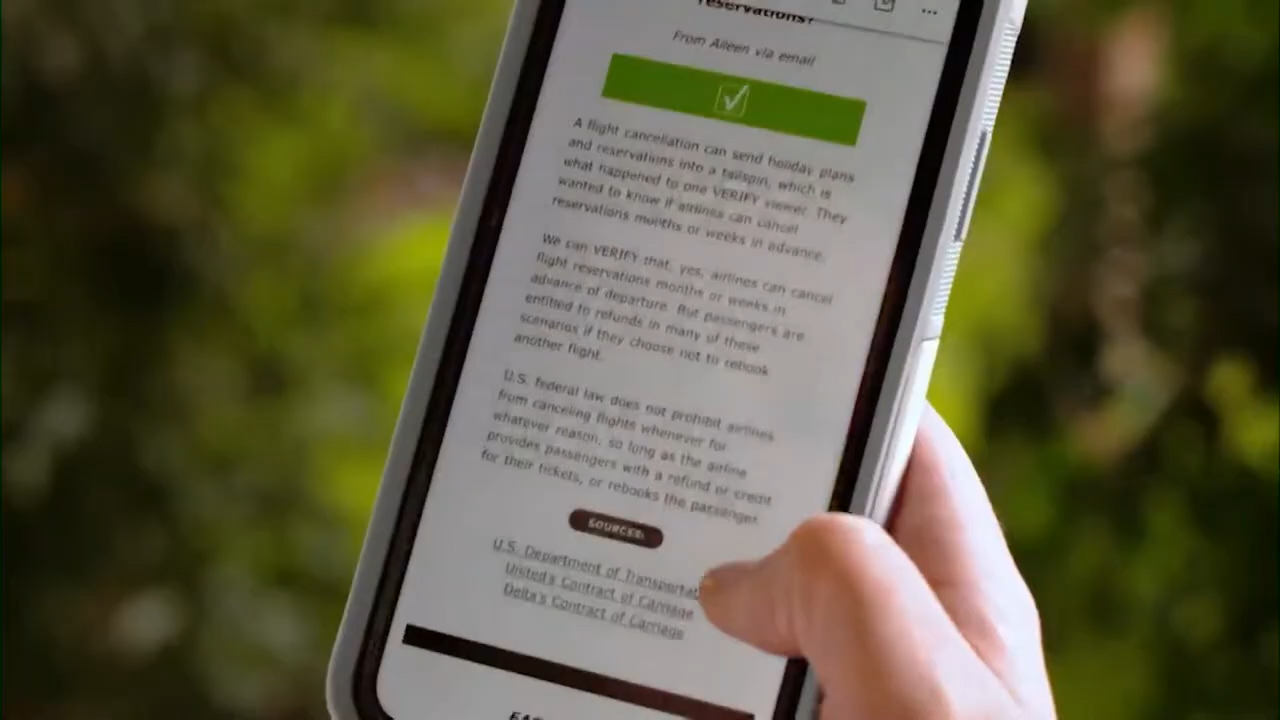 reservations?
From Aileen via email
A flight cancellation can send holiday plans
and reservations into a tailspin, which is
what happened to one VERIFY viewer. They
wanted to know if airlines can cancel
reservations months or weeks in advance.
We can VERIFY that, yes, airlines can cancel
flight reservations months or weeks in
advance of departure. But passengers are
entitled to refunds in many of these
scenarios if they choose not to rebook
another flight.
U.S. federal law does not prohibit airlines
from canceling flights whenever for
whatever reason, so long as the airline
provides passengers with a refund or credit
for their tickets, or rebooks the passenger.
SOURCES:
U.S. Department of Transportat
United's Contract of Carriage
Delta's Contract of Carriage